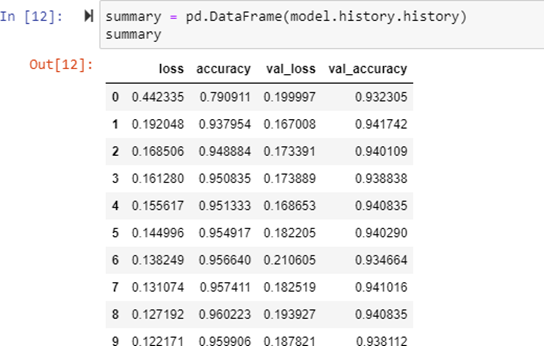 In [12]: summary = pd.DataFrame(model.history.history)
summary
Out[12]:
loss accuracy val_loss val_accuracy
0 0.442335 0.790911 0.199997 0.932305
1 0.192048 0.937954 0.167008 0.941742
2 0.168506 0.948884 0.173391 0.940109
3 0.161280 0.950835 0.173889 0.938838
4 0.155617 0.951333 0.168653 0.940835
5 0.144996 0.954917 0.182205 0.940290
6 0.138249 0.956640 0.210605 0.934664
7 0.131074 0.957411 0.182519 0.941016
8 0.127192 0.960223 0.193927 0.940835
9 0.122171 0.959906 0.187821 0.938112